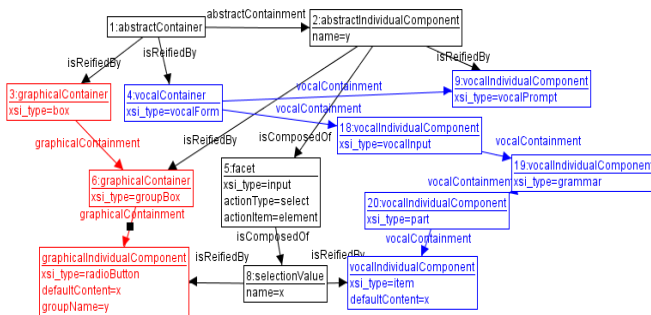 abstractContainment
1:abstractContainer
2:abstractIndividualComponent
name=y
isReifiedBy
isReifiedBy
isReifiedBy
3:graphicalContainer
xsi_type=box
4:vocalContainer
xsi_type=vocalForm
vocalContainment
9:vocalIndividualComponent
xsi_type=vocalPrompt
vocalContainment
graphicalContainment
isReifiedBy
isComposedOf
18:vocalIndividualComponent
xsi_type=vocalInput
vocalContainment
5:facet
xsi_type=input
actionType=select
actionItem=element
19:vocalIndividualComponent
xsi_type=grammar
6:graphicalContainer
xsi_type=groupBox
vocalContainment
20:vocalIndividualComponent
xsi_type=part
graphicalContainment
isComposedOf
vocalContainment
isReifiedBy
isReifiedBy
graphicalIndividualComponent
xsi_type=radioButton
defaultContent=x
groupName=y
8:selectionValue
name=x
vocalIndividualComponent
xsi_type=item
defaultContent=x